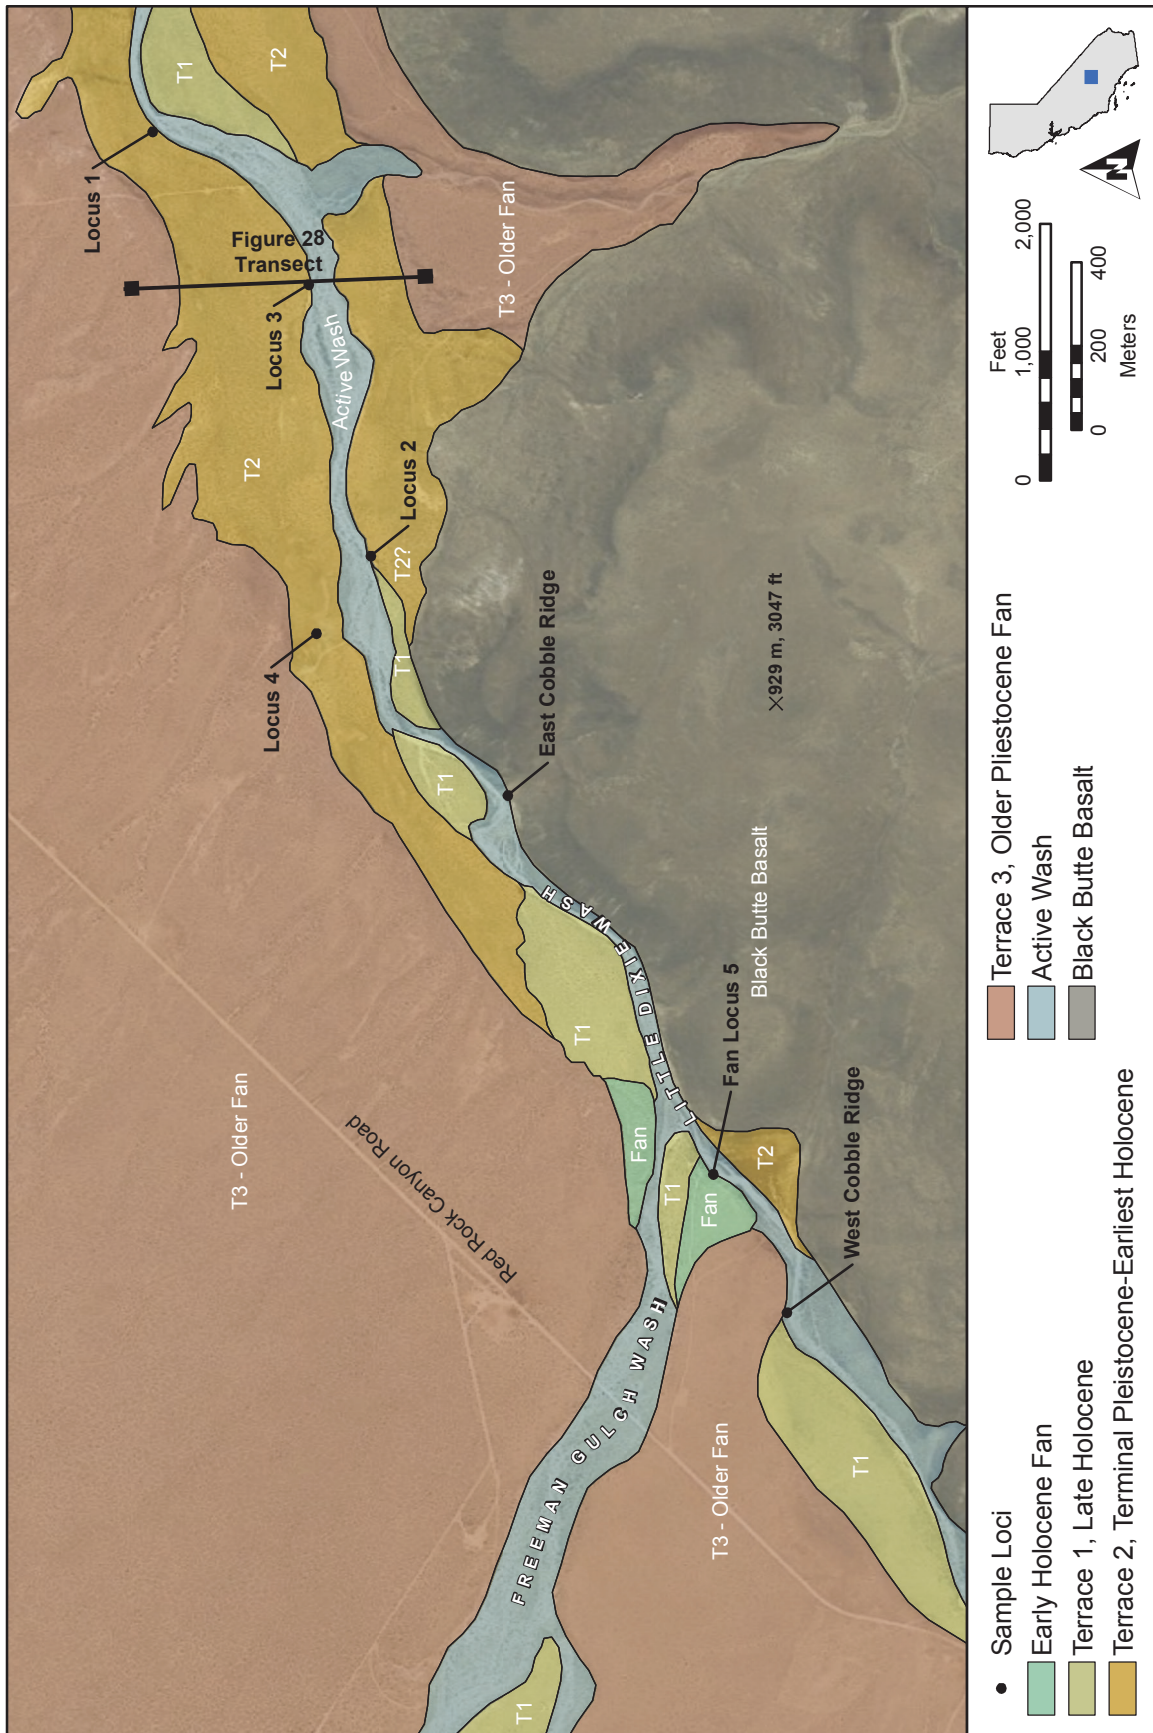 T1
T2
Locus 1
Figure 28
Transect
Locus 3
Active Wash
T3 - Older Fan
T2
Locus 2
T2?
Locus 4
T1
T1
East Cobble Ridge
×929 m, 3047 ft
LITTLE DIXIE WASH
Black Butte Basalt
T1
T3 - Older Fan
Red Rock Canyon Road
Fan
T1
Fan
Fan Locus 5
T2
West Cobble Ridge
FREEMAN GULCH WASH
T3 - Older Fan
T1
T1
Sample Loci
Early Holocene Fan
Terrace 1, Late Holocene
Terrace 2, Terminal Pleistocene-Earliest Holocene
Terrace 3, Older Pliestocene Fan
Active Wash
Black Butte Basalt
Feet
0 1,000 2,000
0 200 400
Meters
N